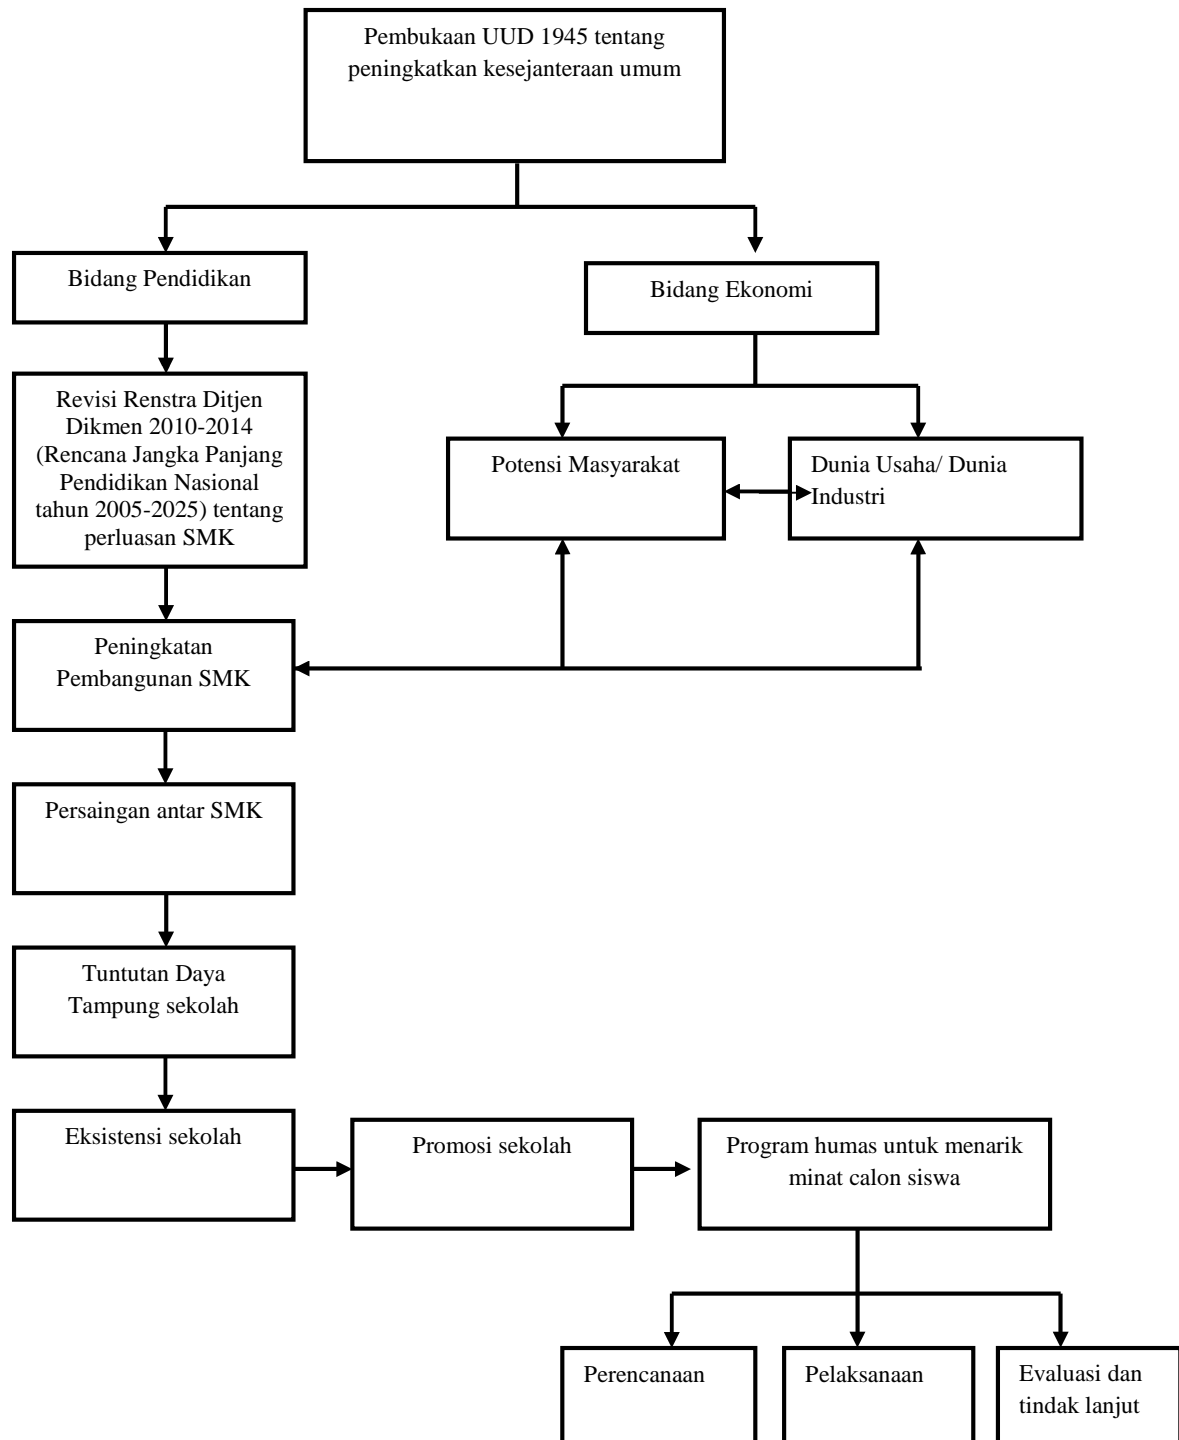 Pembukaan UUD 1945 tentang
peningkatkan kesejanteraan umum
Bidang Pendidikan
Bidang Ekonomi
Revisi Renstra Ditjen
Dikmen 2010-2014
(Rencana Jangka Panjang
Pendidikan Nasional
tahun 2005-2025) tentang
perluasan SMK
Potensi Masyarakat
Dunia Usaha/ Dunia
Industri
Peningkatan
Pembangunan SMK
Persaingan antar SMK
Tuntutan Daya
Tampung sekolah
Eksistensi sekolah
Promosi sekolah
Program humas untuk menarik
minat calon siswa
Perencanaan
Pelaksanaan
Evaluasi dan
tindak lanjut